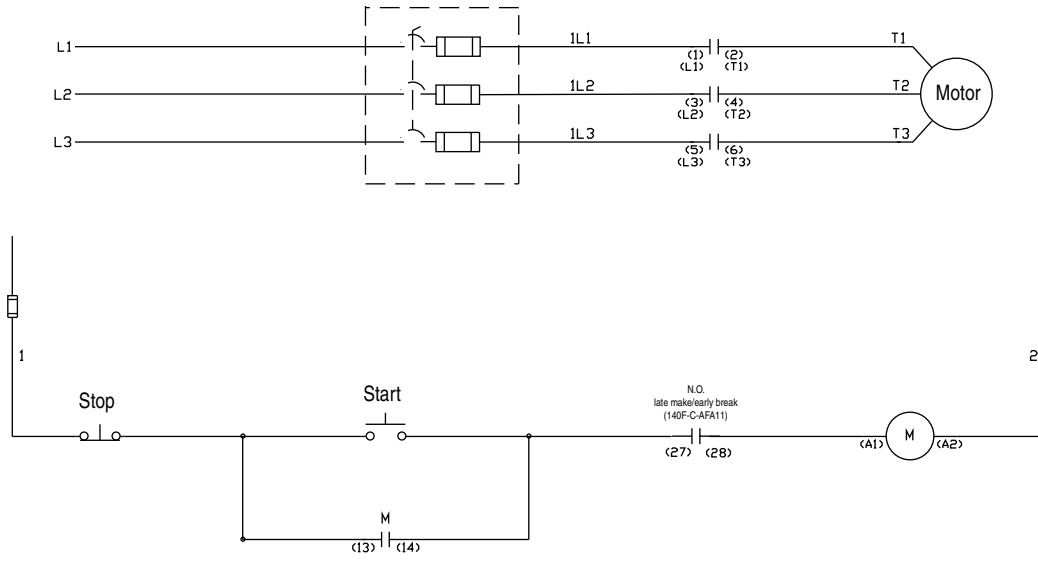 L1 1L1 (1) (2) T1
(L1) (T1)
L2 1L2 (3) (4) T2 Motor
(L2) (T2)
L3 1L3 (5) (6) T3
(L3) (T3)
1 2
Stop Start N.O.
late make/early break
(140F-C-AFA11)
(27) (28) (A1) M (A2)
M
(13) (14)